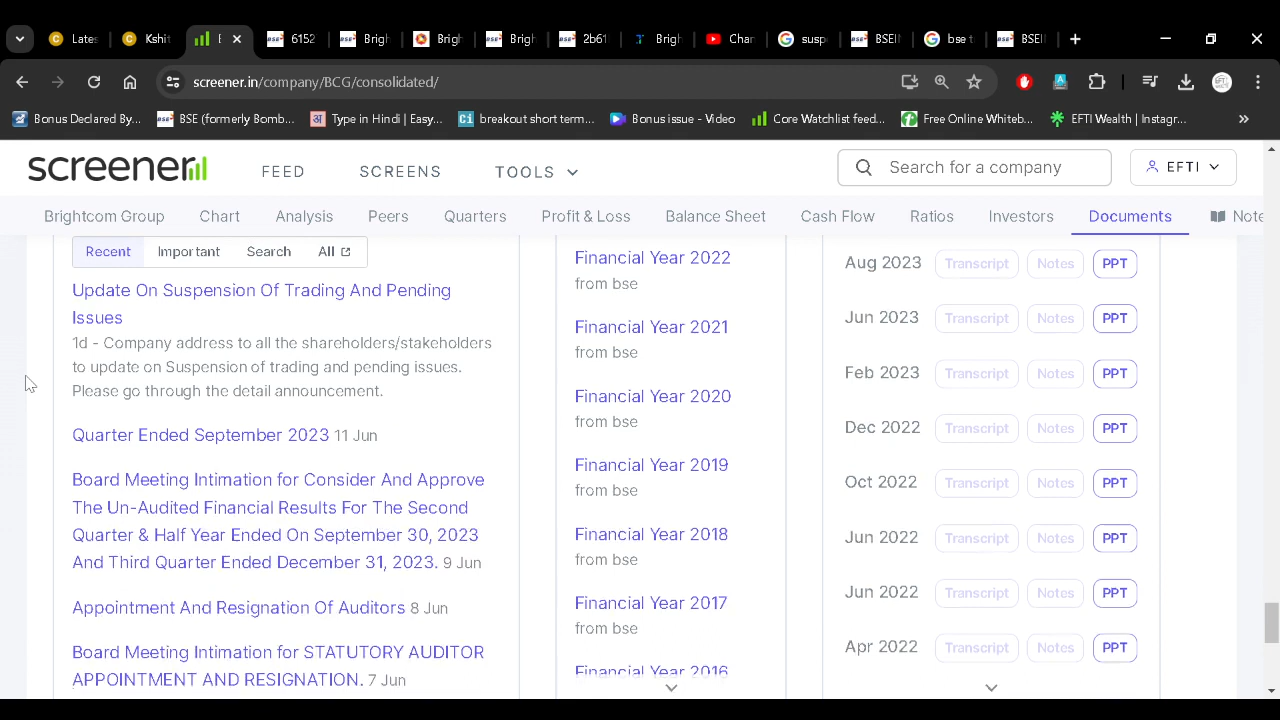 Lates
Kshit
E
6152
Brigh
Brigh
Brigh
2b61
Brigh
Char
susp
BSEIN
bse t
BSEIN
screener.in/company/BCG/consolidated/
Bonus Declared By...
BSE (formerly Bomb...
Type in Hindi | Easy...
breakout short term...
Bonus issue - Video
Core Watchlist feed...
Free Online Whiteb...
EFTI Wealth | Instagr...
screener
FEED
SCREENS
TOOLS
Search for a company
EFTI
Brightcom Group
Chart
Analysis
Peers
Quarters
Profit & Loss
Balance Sheet
Cash Flow
Ratios
Investors
Documents
Note
Recent
Important
Search
All
Update On Suspension Of Trading And Pending
Issues
1d - Company address to all the shareholders/stakeholders
to update on Suspension of trading and pending issues.
Please go through the detail announcement.
Quarter Ended September 2023 11 Jun
Board Meeting Intimation for Consider And Approve
The Un-Audited Financial Results For The Second
Quarter & Half Year Ended On September 30, 2023
And Third Quarter Ended December 31, 2023. 9 Jun
Appointment And Resignation Of Auditors 8 Jun
Board Meeting Intimation for STATUTORY AUDITOR
APPOINTMENT AND RESIGNATION. 7 Jun
Financial Year 2022
from bse
Financial Year 2021
from bse
Financial Year 2020
from bse
Financial Year 2019
from bse
Financial Year 2018
from bse
Financial Year 2017
from bse
Financial Year 2016
Aug 2023 Transcript Notes PPT
Jun 2023 Transcript Notes PPT
Feb 2023 Transcript Notes PPT
Dec 2022 Transcript Notes PPT
Oct 2022 Transcript Notes PPT
Jun 2022 Transcript Notes PPT
Jun 2022 Transcript Notes PPT
Apr 2022 Transcript Notes PPT